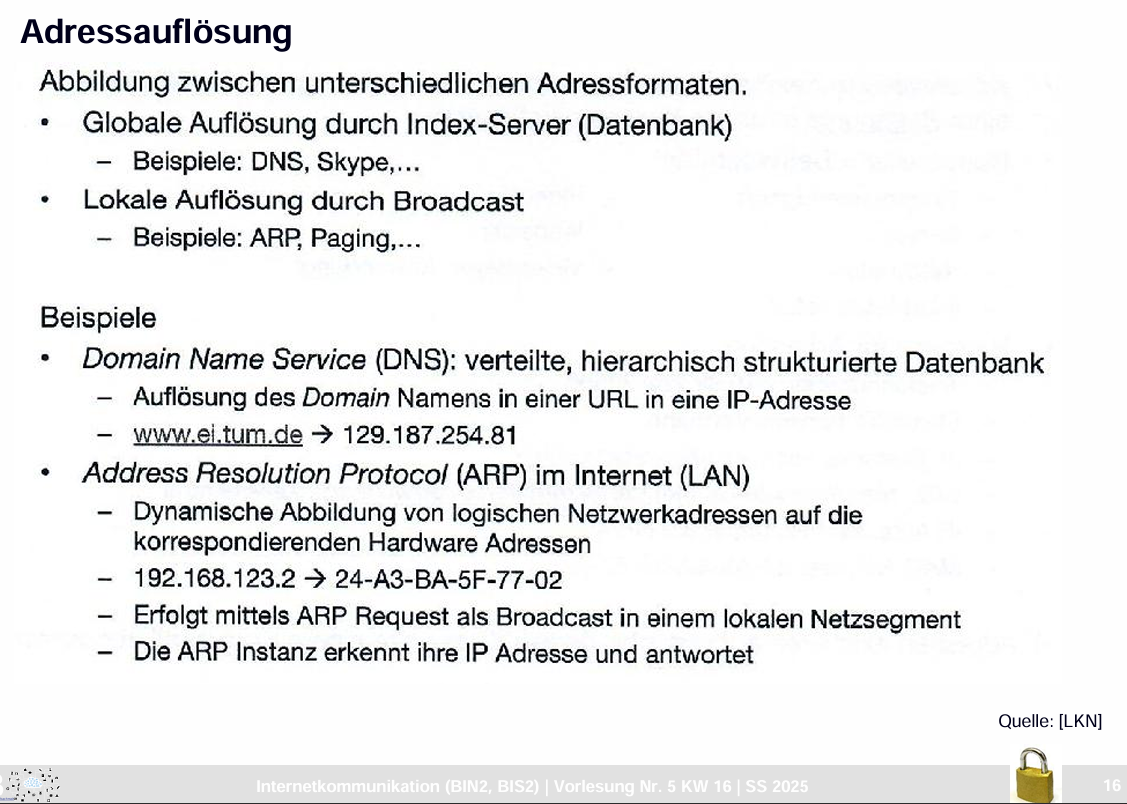 Adressauflösung
Abbildung zwischen unterschiedlichen Adressformaten.
• Globale Auflösung durch Index-Server (Datenbank)
– Beispiele: DNS, Skype,...
• Lokale Auflösung durch Broadcast
– Beispiele: ARP, Paging,...
Beispiele
• Domain Name Service (DNS): verteilte, hierarchisch strukturierte Datenbank
– Auflösung des Domain Namens in einer URL in eine IP-Adresse
– www.ei.tum.de → 129.187.254.81
• Address Resolution Protocol (ARP) im Internet (LAN)
– Dynamische Abbildung von logischen Netzwerkadressen auf die
korrespondierenden Hardware Adressen
– 192.168.123.2 → 24-A3-BA-5F-77-02
– Erfolgt mittels ARP Request als Broadcast in einem lokalen Netzsegment
– Die ARP Instanz erkennt ihre IP Adresse und antwortet
Quelle: [LKN]
Internetkommunikation (BIN2, BIS2) | Vorlesung Nr. 5 KW 16 | SS 2025
16